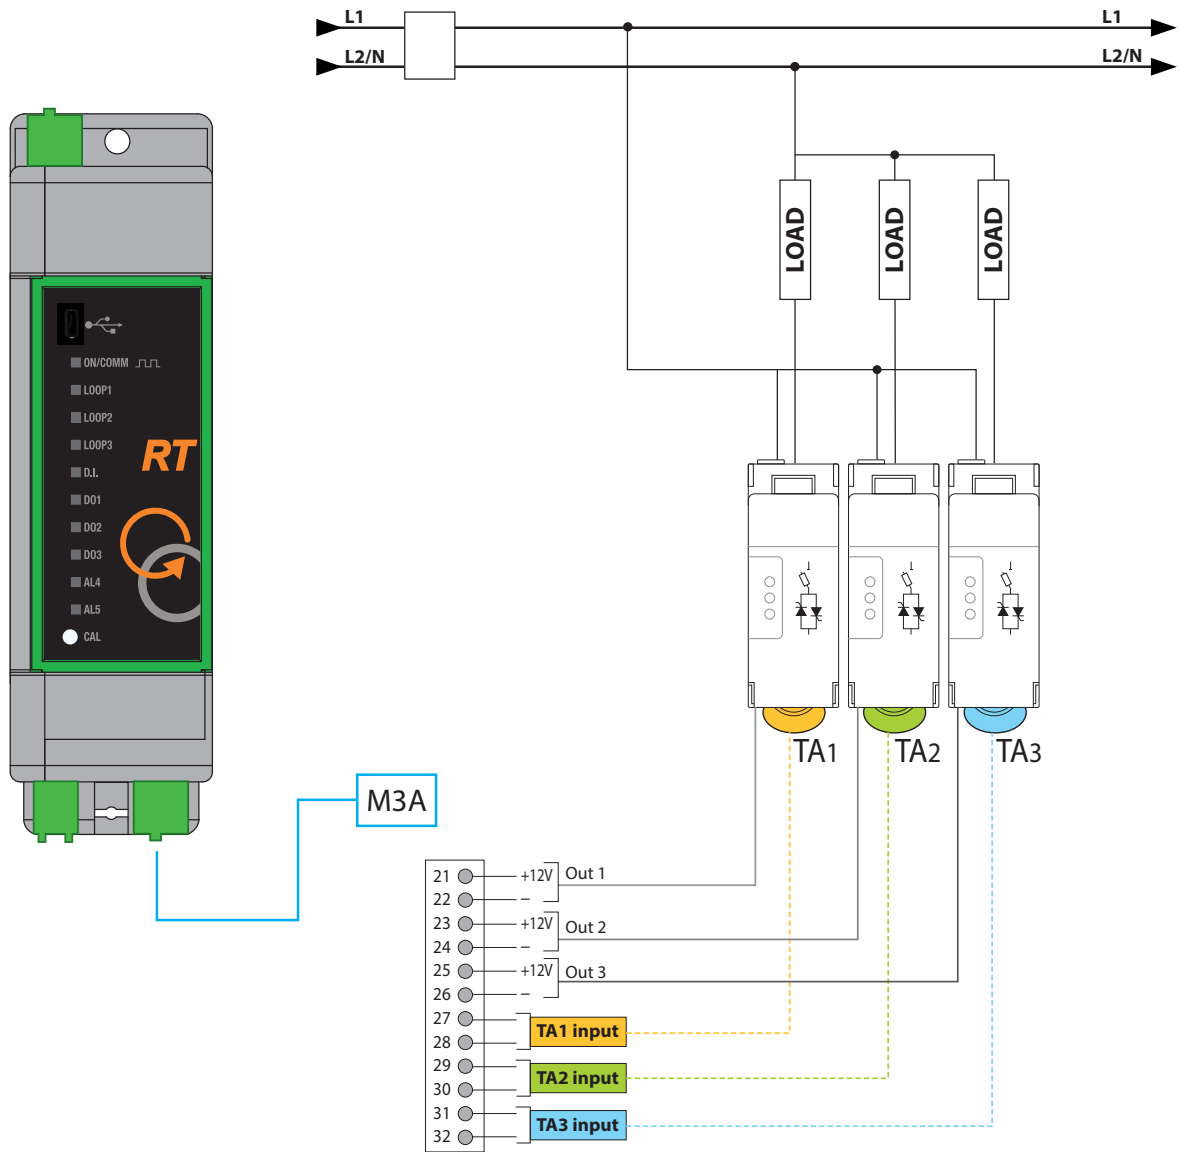 L1
L1
L2/N
L2/N
LOAD
LOAD
LOAD
ON/COMM
LOOP1
LOOP2
LOOP3
RT
D.I.
DO1
DO2
DO3
AL4
AL5
CAL
TA1
TA2
TA3
M3A
21 +12V Out 1
22 −
23 +12V Out 2
24 −
25 +12V Out 3
26 −
27
TA1 input
28
29
TA2 input
30
31
TA3 input
32